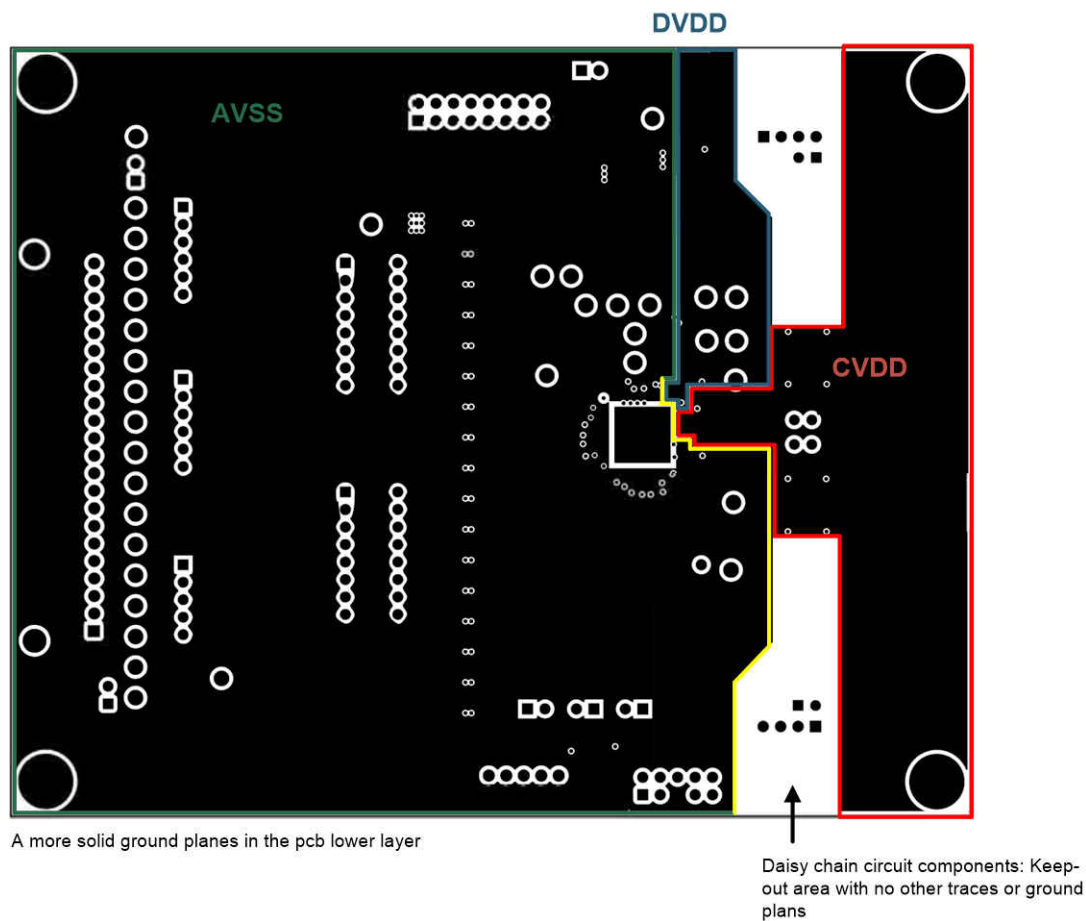 DVDD
AVSS
CVDD
A more solid ground planes in the pcb lower layer
Daisy chain circuit components: Keep-
out area with no other traces or ground
plans